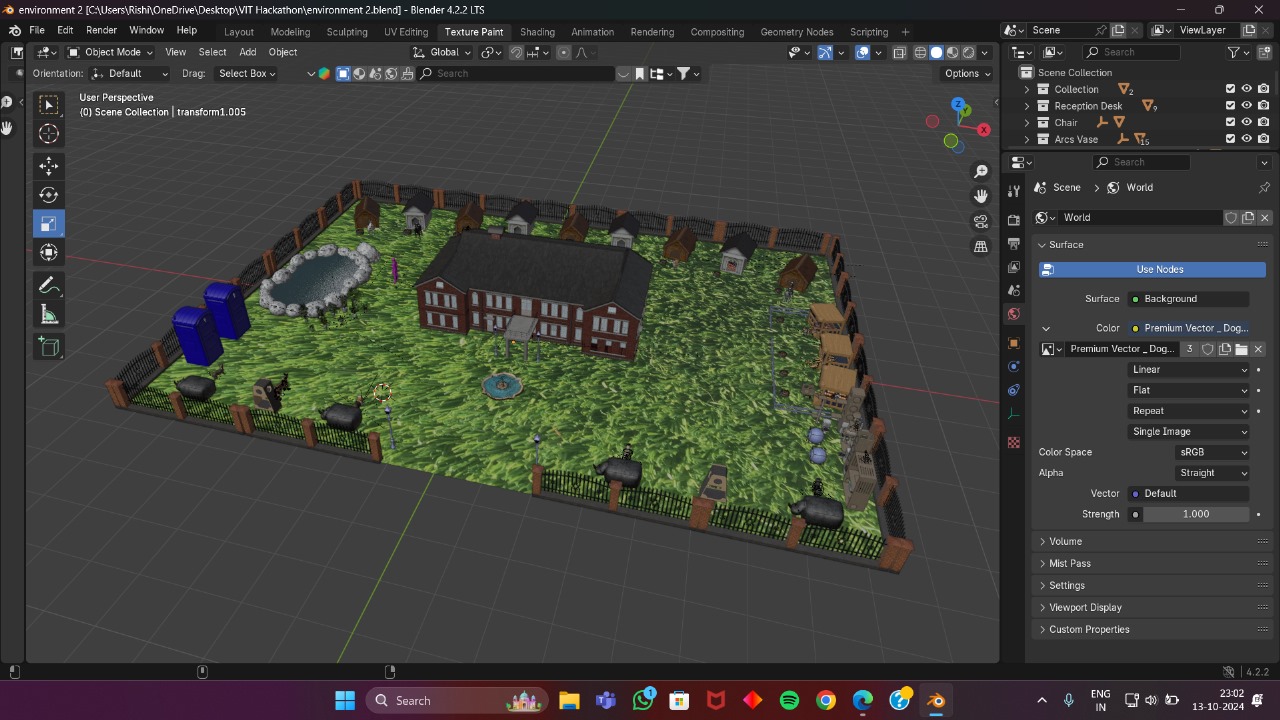 environment 2 [C:\Users\Rishi\OneDrive\Desktop\VIT Hackathon\environment 2.blend] - Blender 4.2.2 LTS
File Edit Render Window Help Layout Modeling Sculpting UV Editing Texture Paint Shading Animation Rendering Compositing Geometry Nodes Scripting + Scene ViewLayer
Object Mode View Select Add Object Global Search
Orientation: Default Drag: Select Box Search Options
User Perspective
(0) Scene Collection | transform1.005
Z
Y
X
Scene Collection
Collection 2
Reception Desk 9
Chair
Arcs Vase 15
Search
Scene > World
World
Surface
Use Nodes
Surface Background
Color Premium Vector _ Dog...
Premium Vector _ Dog... 3
Linear
Flat
Repeat
Single Image
Color Space sRGB
Alpha Straight
Vector Default
Strength 1.000
Volume
Mist Pass
Settings
Viewport Display
Custom Properties
4.2.2
Search
1
ENG
IN
23:02
13-10-2024